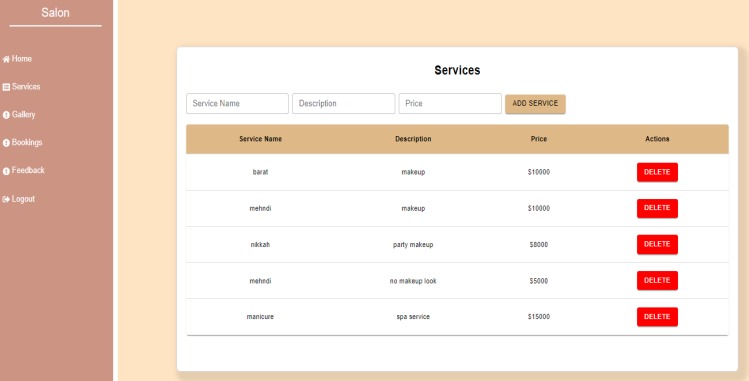 Salon
Home
Services
Gallery
Bookings
Feedback
Logout
Services
Service Name Description Price ADD SERVICE
Service Name Description Price Actions
barat makeup $10000 DELETE
mehndi makeup $10000 DELETE
nikkah party makeup $8000 DELETE
mehndi no makeup look $5000 DELETE
manicure spa service $15000 DELETE